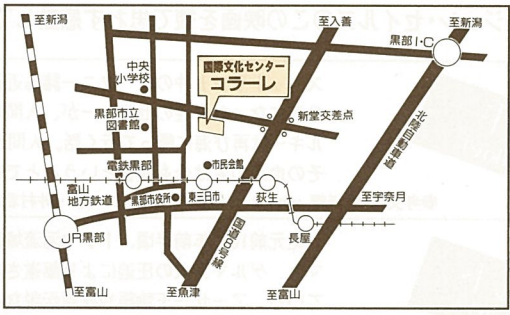 至新潟
至入善
至新潟
黒部I・C
中央
小学校
国際文化センター
コラーレ
黒部市立
図書館
新堂交差点
北陸自動車道
電鉄黒部
市民会館
富山
地方鉄道
黒部市役所
東三日市
荻生
至宇奈月
国道8号線
長屋
JR黒部
至富山
至魚津
至富山